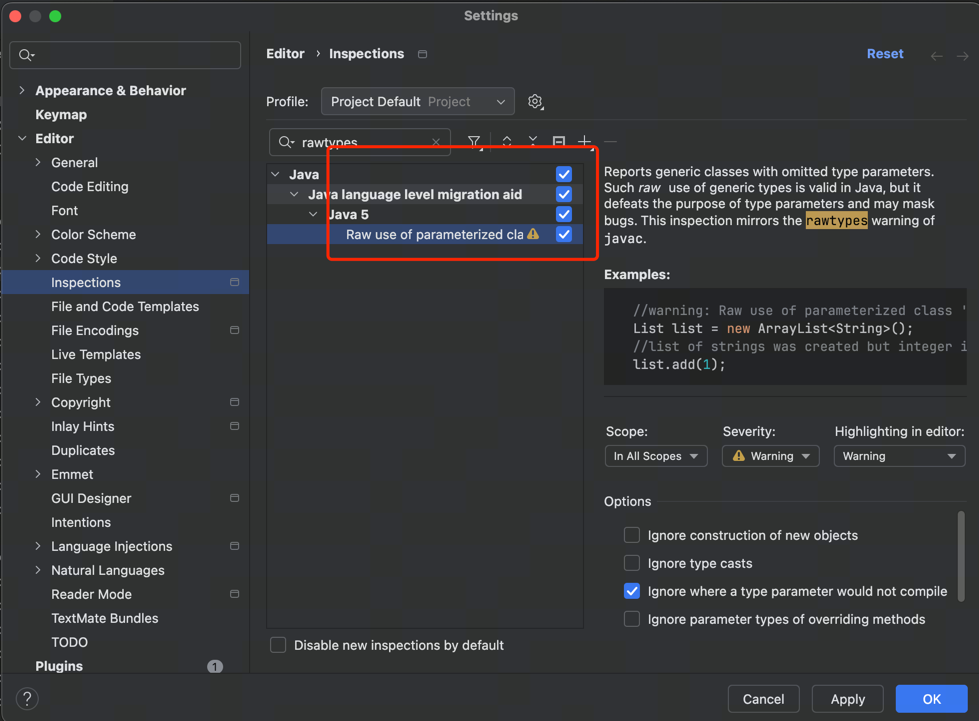 Settings
Editor › Inspections
Reset
Appearance & Behavior
Keymap
Editor
General
Code Editing
Font
Color Scheme
Code Style
Inspections
File and Code Templates
File Encodings
Live Templates
File Types
Copyright
Inlay Hints
Duplicates
Emmet
GUI Designer
Intentions
Language Injections
Natural Languages
Reader Mode
TextMate Bundles
TODO
Plugins 1
Profile: Project Default Project
rawtypes
Java
Java language level migration aid
Java 5
Raw use of parameterized cla
Disable new inspections by default
Reports generic classes with omitted type parameters.
Such raw use of generic types is valid in Java, but it
defeats the purpose of type parameters and may mask
bugs. This inspection mirrors the rawtypes warning of
javac.
Examples:
//warning: Raw use of parameterized class '
List list = new ArrayList<String>();
//list of strings was created but integer i
list.add(1);
Scope: Severity: Highlighting in editor:
In All Scopes Warning Warning
Options
Ignore construction of new objects
Ignore type casts
Ignore where a type parameter would not compile
Ignore parameter types of overriding methods
? Cancel Apply OK